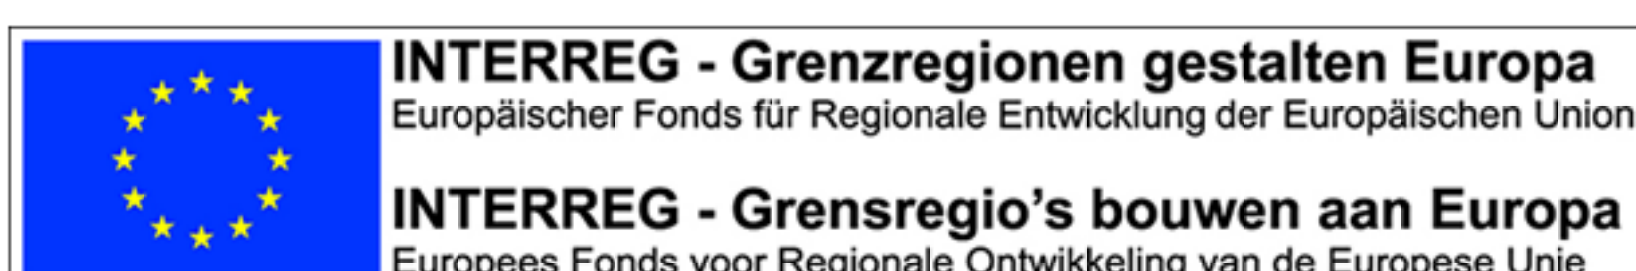 INTERREG - Grenzregionen gestalten Europa
Europäischer Fonds für Regionale Entwicklung der Europäischen Union
INTERREG - Grensregio's bouwen aan Europa
Europees Fonds voor Regionale Ontwikkeling van de Europese Unie